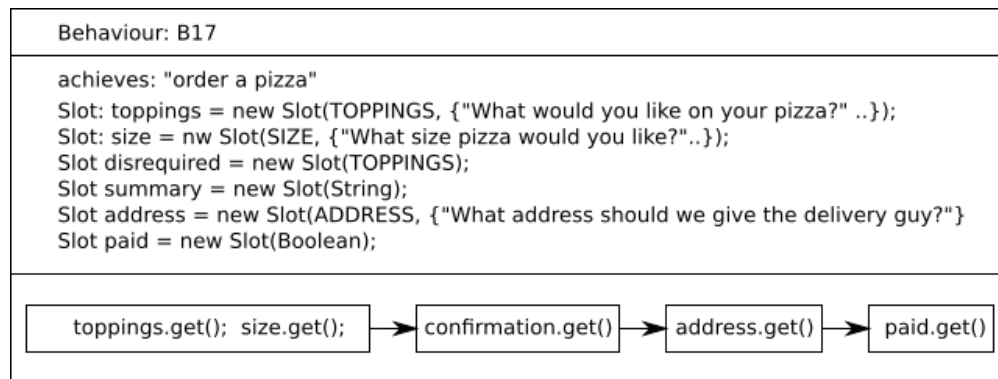 Behaviour: B17
achieves: "order a pizza"
Slot: toppings = new Slot(TOPPINGS, {"What would you like on your pizza?" ..});
Slot: size = nw Slot(SIZE, {"What size pizza would you like?"..});
Slot disrequired = new Slot(TOPPINGS);
Slot summary = new Slot(String);
Slot address = new Slot(ADDRESS, {"What address should we give the delivery guy?"}
Slot paid = new Slot(Boolean);
toppings.get(); size.get();
confirmation.get()
address.get()
paid.get()